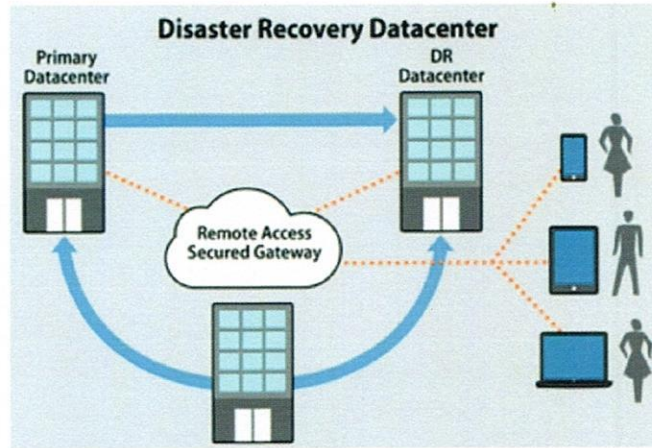 Disaster Recovery Datacenter
Primary
Datacenter
DR
Datacenter
Remote Access
Secured Gateway